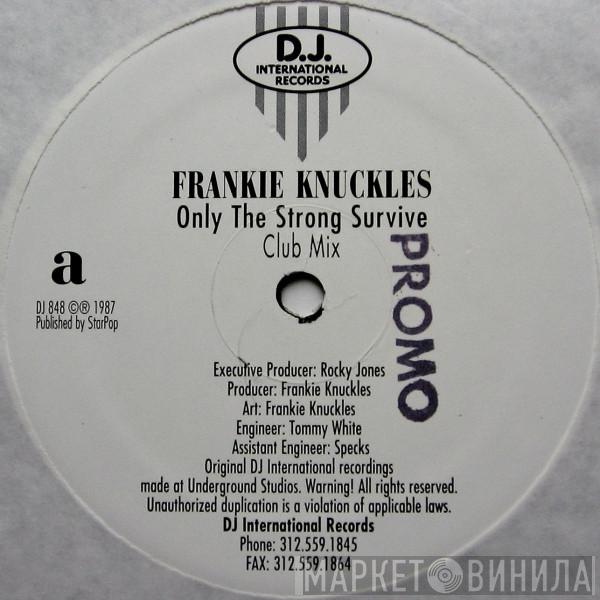 D.J.
INTERNATIONAL
RECORDS
FRANKIE KNUCKLES
Only The Strong Survive
Club Mix
a
PROMO
DJ 848 ©® 1987
Published by StarPop
Executive Producer: Rocky Jones
Producer: Frankie Knuckles
Art: Frankie Knuckles
Engineer: Tommy White
Assistant Engineer: Specks
Original DJ International recordings
made at Underground Studios. Warning! All rights reserved.
Unauthorized duplication is a violation of applicable laws.
DJ International Records
Phone: 312.559.1845
FAX: 312.559.1864
МАРКЕТ ВИНИЛА